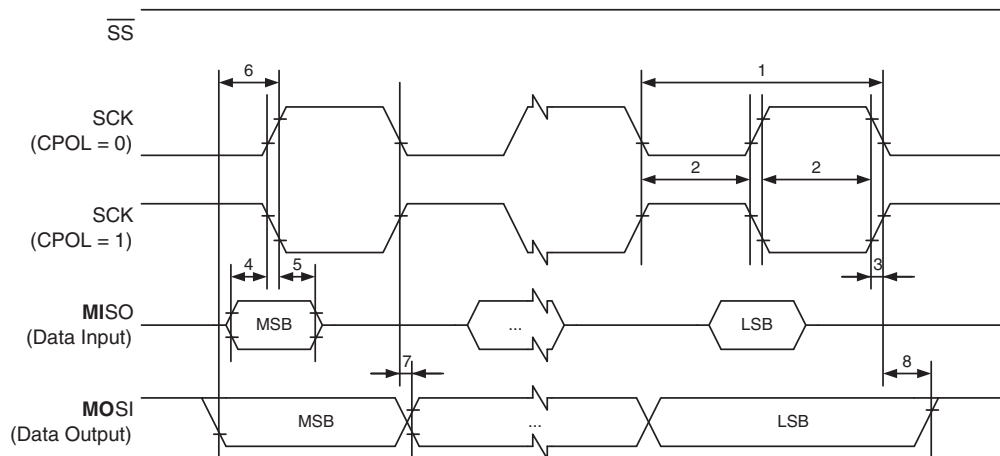 SS
6
1
SCK
(CPOL = 0)
2
2
SCK
(CPOL = 1)
4
5
3
MISO
(Data Input)
MSB
...
LSB
7
8
MOSI
(Data Output)
MSB
...
LSB